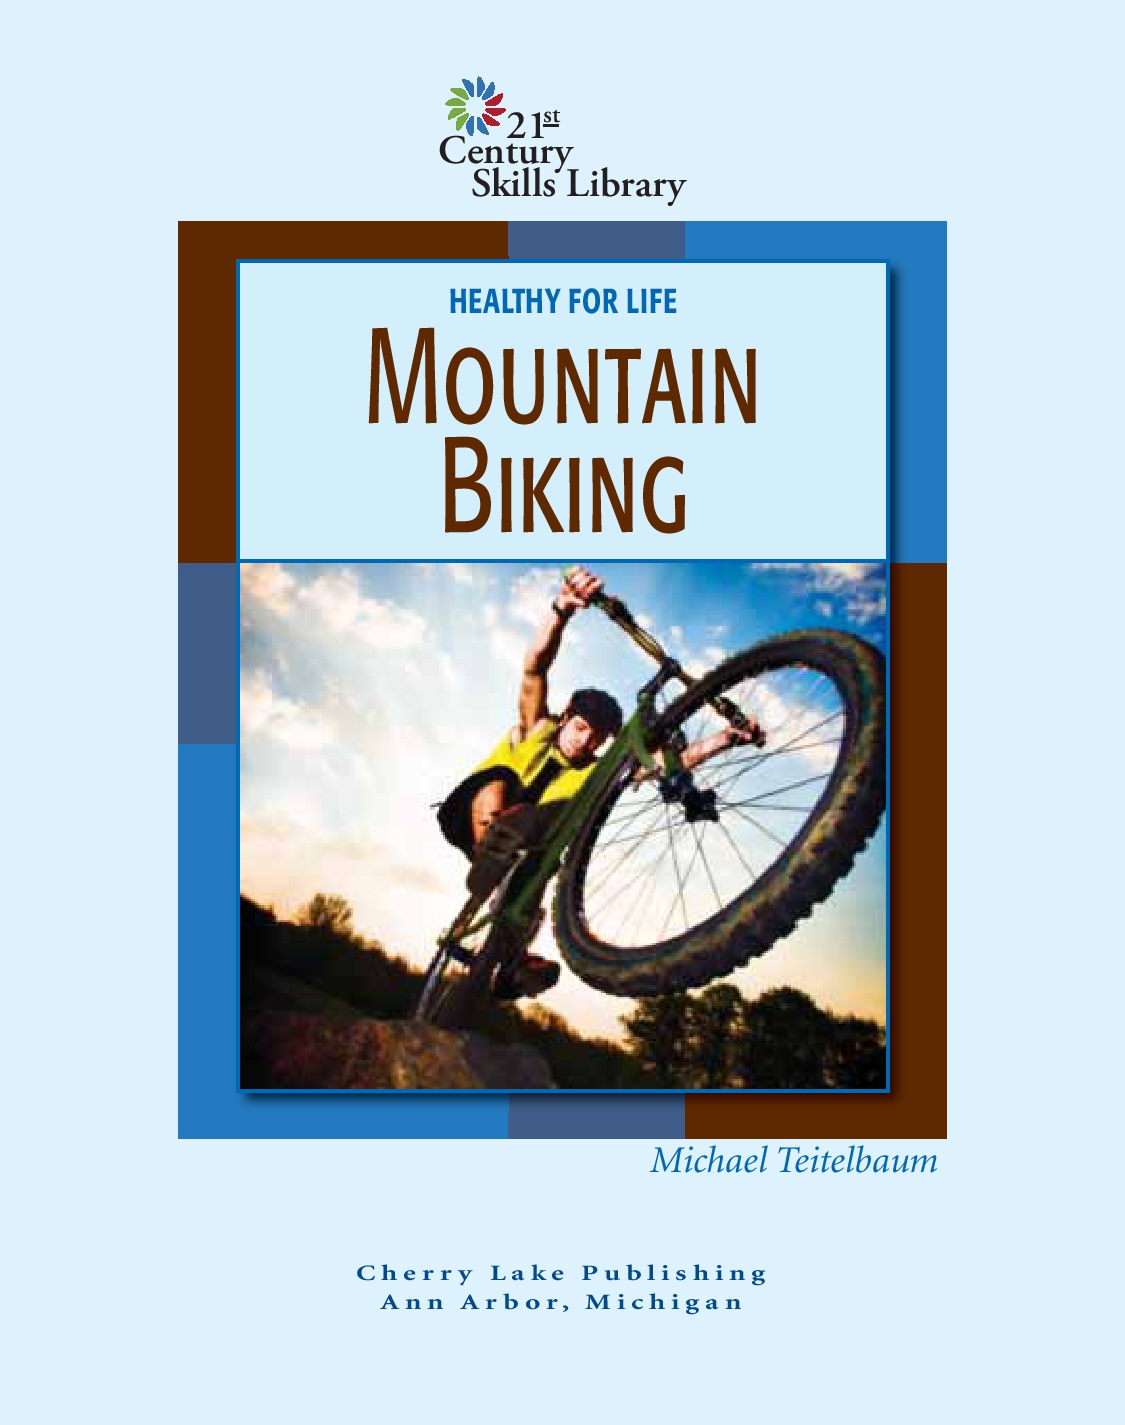 21st
Century
Skills Library
HEALTHY FOR LIFE
MOUNTAIN
BIKING
Michael Teitelbaum
Cherry Lake Publishing
Ann Arbor, Michigan